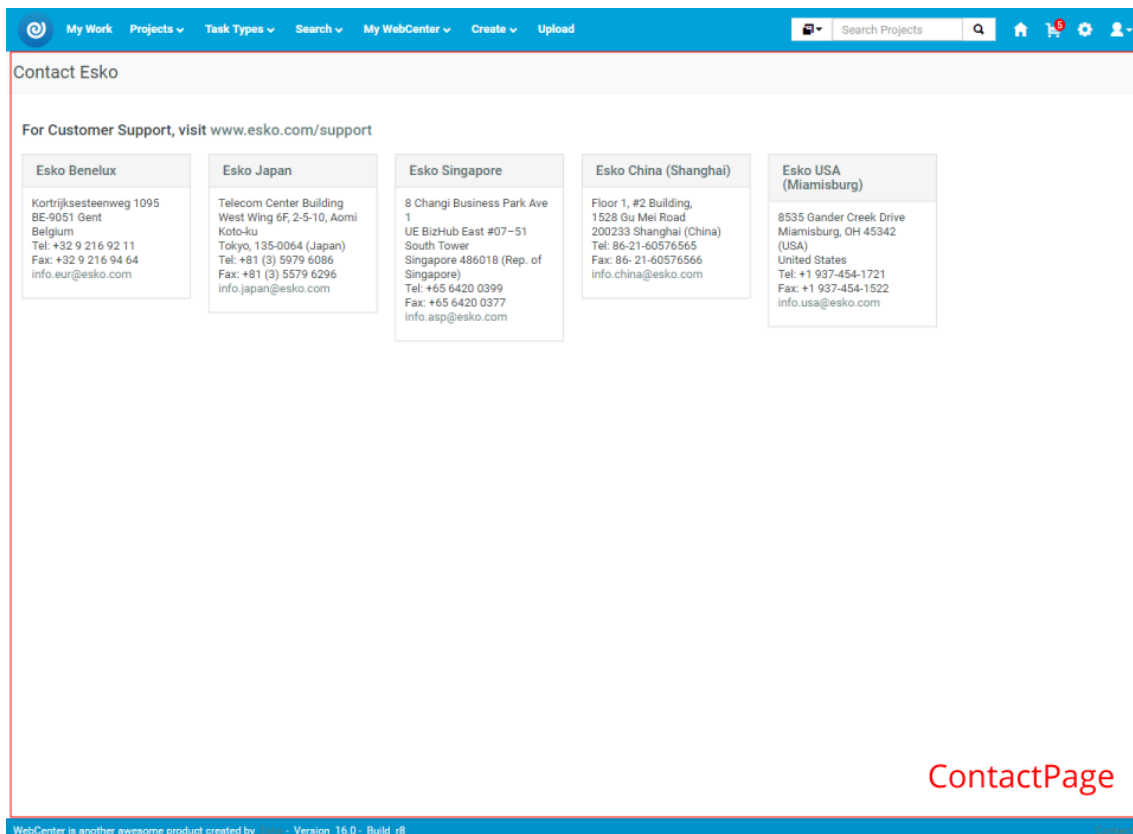 My Work Projects Task Types Search My WebCenter Create Upload Search Projects 5
Contact Esko
For Customer Support, visit www.esko.com/support
Esko Benelux
Kortrijksesteenweg 1095
BE-9051 Gent
Belgium
Tel: +32 9 216 92 11
Fax: +32 9 216 94 64
info.eur@esko.com
Esko Japan
Telecom Center Building
West Wing 6F, 2-5-10, Aomi
Koto-ku
Tokyo, 135-0064 (Japan)
Tel: +81 (3) 5979 6086
Fax: +81 (3) 5579 6296
info.japan@esko.com
Esko Singapore
8 Changi Business Park Ave
1
UE BizHub East #07–51
South Tower
Singapore 486018 (Rep. of
Singapore)
Tel: +65 6420 0399
Fax: +65 6420 0377
info.asp@esko.com
Esko China (Shanghai)
Floor 1, #2 Building,
1528 Gu Mei Road
200233 Shanghai (China)
Tel: 86-21-60576565
Fax: 86- 21-60576566
info.china@esko.com
Esko USA
(Miamisburg)
8535 Gander Creek Drive
Miamisburg, OH 45342
(USA)
United States
Tel: +1 937-454-1721
Fax: +1 937-454-1522
info.usa@esko.com
ContactPage
WebCenter is another awesome product created by - Version 16.0 - Build r8